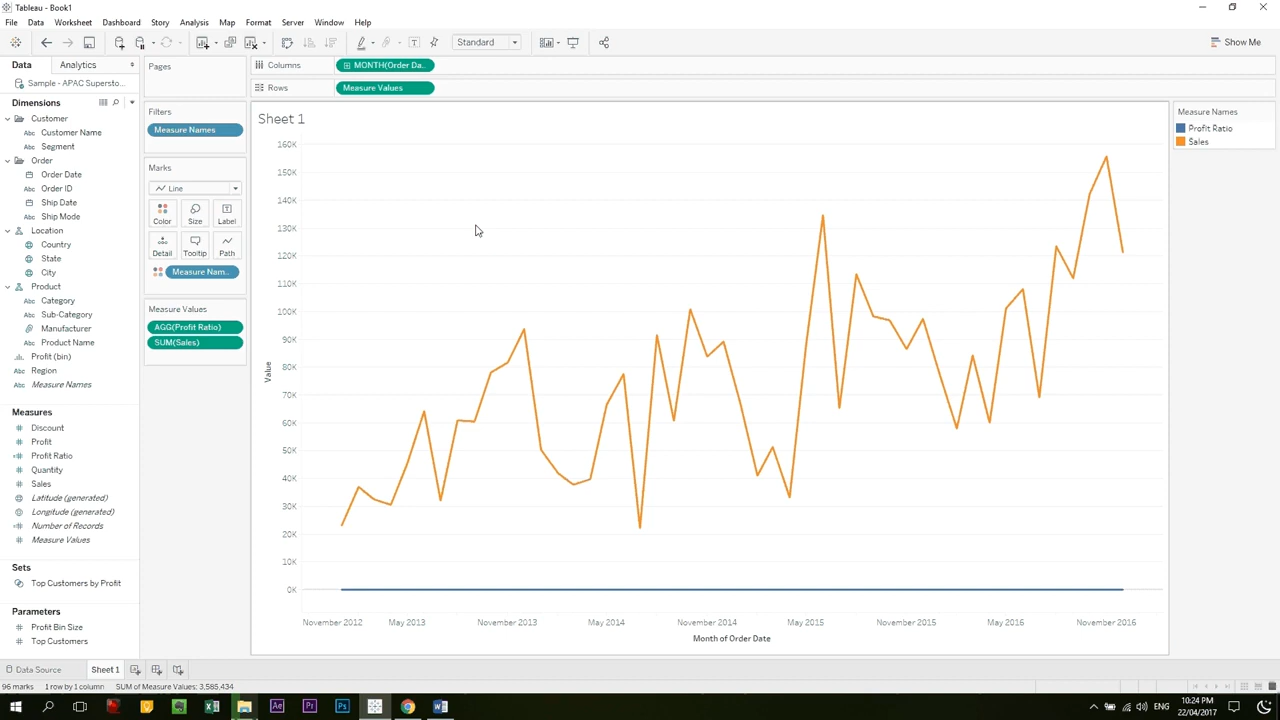 Tableau - Book1
File Data Worksheet Dashboard Story Analysis Map Format Server Window Help
Standard
Show Me
Data Analytics
Sample - APAC Supersto...
Dimensions
Customer
Abc Customer Name
Abc Segment
Order
Order Date
Abc Order ID
Ship Date
Abc Ship Mode
Location
Country
State
City
Product
Abc Category
Abc Sub-Category
Manufacturer
Abc Product Name
Profit (bin)
Abc Region
Abc Measure Names
Measures
Discount
Profit
Profit Ratio
Quantity
Sales
Latitude (generated)
Longitude (generated)
Number of Records
Measure Values
Sets
Top Customers by Profit
Parameters
Profit Bin Size
Top Customers
Pages
Filters
Measure Names
Marks
Line
Color Size Label
Detail Tooltip Path
Measure Nam..
Measure Values
AGG(Profit Ratio)
SUM(Sales)
Columns MONTH(Order Da..
Rows Measure Values
Sheet 1
160K
150K
140K
130K
120K
110K
100K
90K
80K
70K
60K
50K
40K
30K
20K
10K
0K
Value
November 2012 May 2013 November 2013 May 2014 November 2014 May 2015 November 2015 May 2016 November 2016
Month of Order Date
Measure Names
Profit Ratio
Sales
Data Source Sheet 1
96 marks 1 row by 1 column SUM of Measure Values: 3,585,434
ENG
10:24 PM
22/04/2017